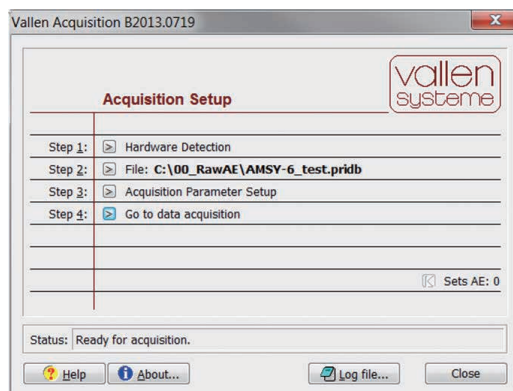 Vallen Acquisition B2013.0719
vallen
systeme
Acquisition Setup
Step 1: > Hardware Detection
Step 2: > File: C:\00_RawAE\AMSY-6_test.pridb
Step 3: > Acquisition Parameter Setup
Step 4: > Go to data acquisition
Sets AE: 0
Status: Ready for acquisition.
Help About... Log file... Close